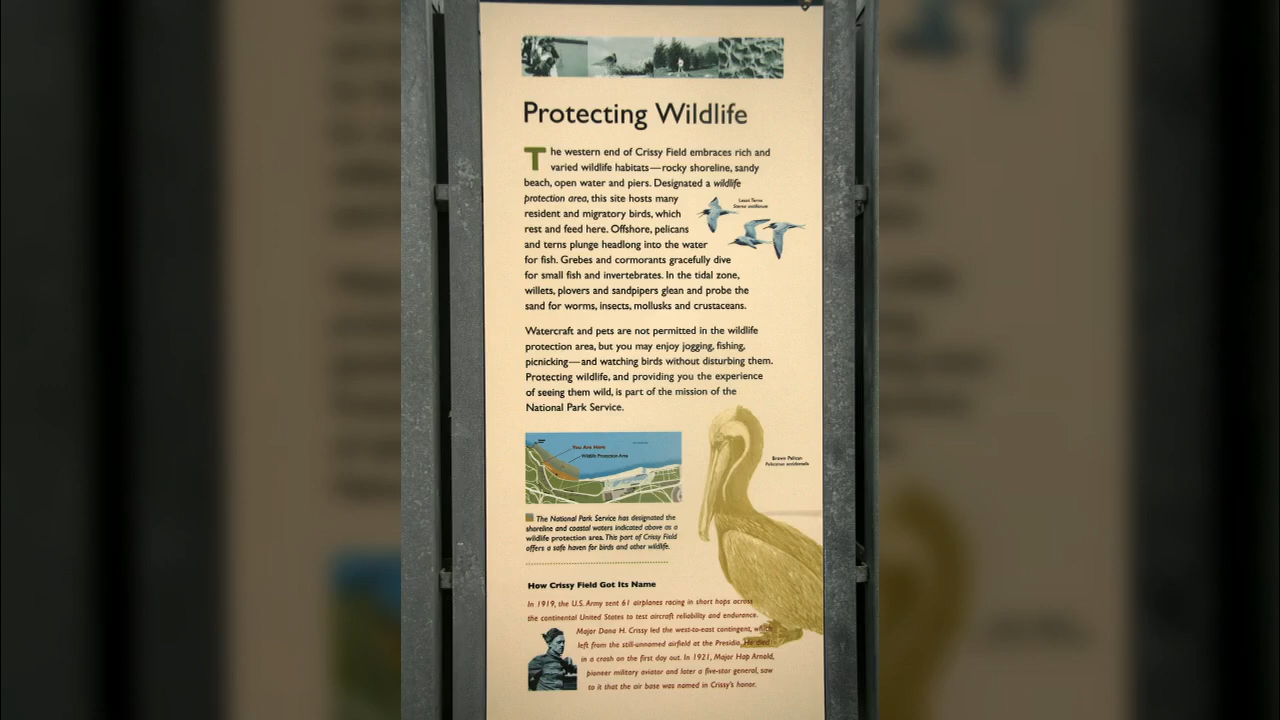 Protecting Wildlife
The western end of Crissy Field embraces rich and
varied wildlife habitats—rocky shoreline, sandy
beach, open water and piers. Designated a wildlife
protection area, this site hosts many
resident and migratory birds, which
rest and feed here. Offshore, pelicans
and terns plunge headlong into the water
for fish. Grebes and cormorants gracefully dive
for small fish and invertebrates. In the tidal zone,
willets, plovers and sandpipers glean and probe the
sand for worms, insects, mollusks and crustaceans.
Least Terns
Sterna antillarum
Watercraft and pets are not permitted in the wildlife
protection area, but you may enjoy jogging, fishing,
picnicking—and watching birds without disturbing them.
Protecting wildlife, and providing you the experience
of seeing them wild, is part of the mission of the
National Park Service.
You Are Here
Wildlife Protection Area
Brown Pelican
Pelicanus occidentalis
The National Park Service has designated the
shoreline and coastal waters indicated above as a
wildlife protection area. This part of Crissy Field
offers a safe haven for birds and other wildlife.
How Crissy Field Got Its Name
In 1919, the U.S. Army sent 61 airplanes racing in short hops across
the continental United States to test aircraft reliability and endurance.
Major Dana H. Crissy led the west-to-east contingent, which
left from the still-unnamed airfield at the Presidio. He died
in a crash on the first day out. In 1921, Major Hap Arnold,
pioneer military aviator and later a five-star general, saw
to it that the air base was named in Crissy's honor.